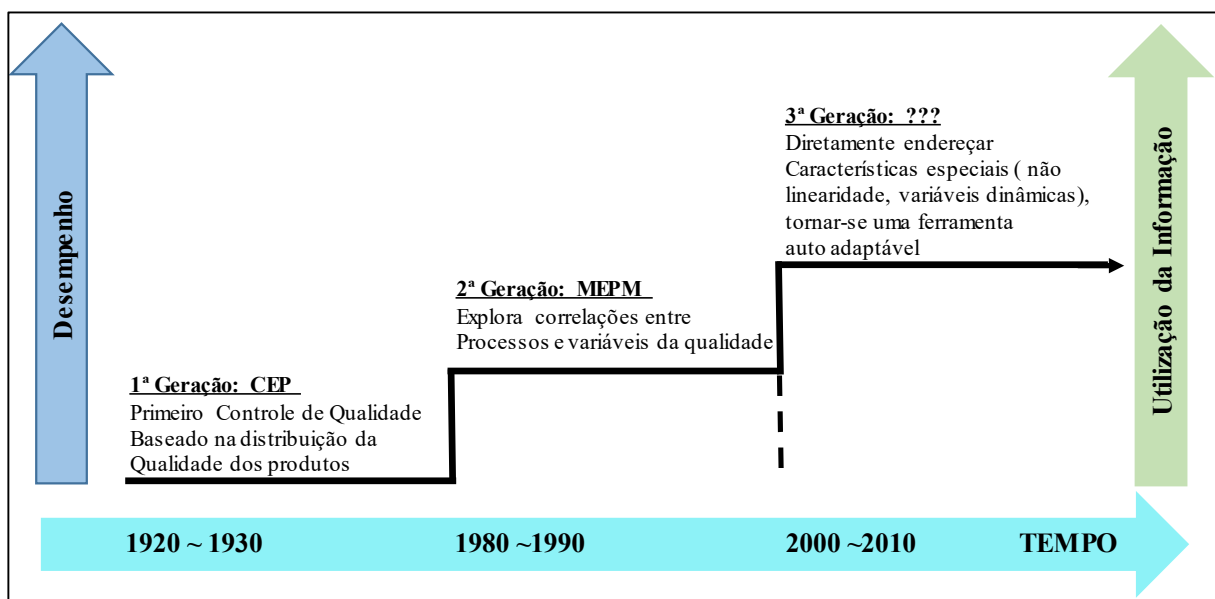 Desempenho
1ª Geração: CEP
Primeiro Controle de Qualidade
Baseado na distribuição da
Qualidade dos produtos
2ª Geração: MEPM
Explora correlações entre
Processos e variáveis da qualidade
3ª Geração: ???
Diretamente endereçar
Características especiais ( não
linearidade, variáveis dinâmicas),
tornar-se uma ferramenta
auto adaptável
Utilização da Informação
1920 ~ 1930
1980 ~1990
2000 ~2010
TEMPO